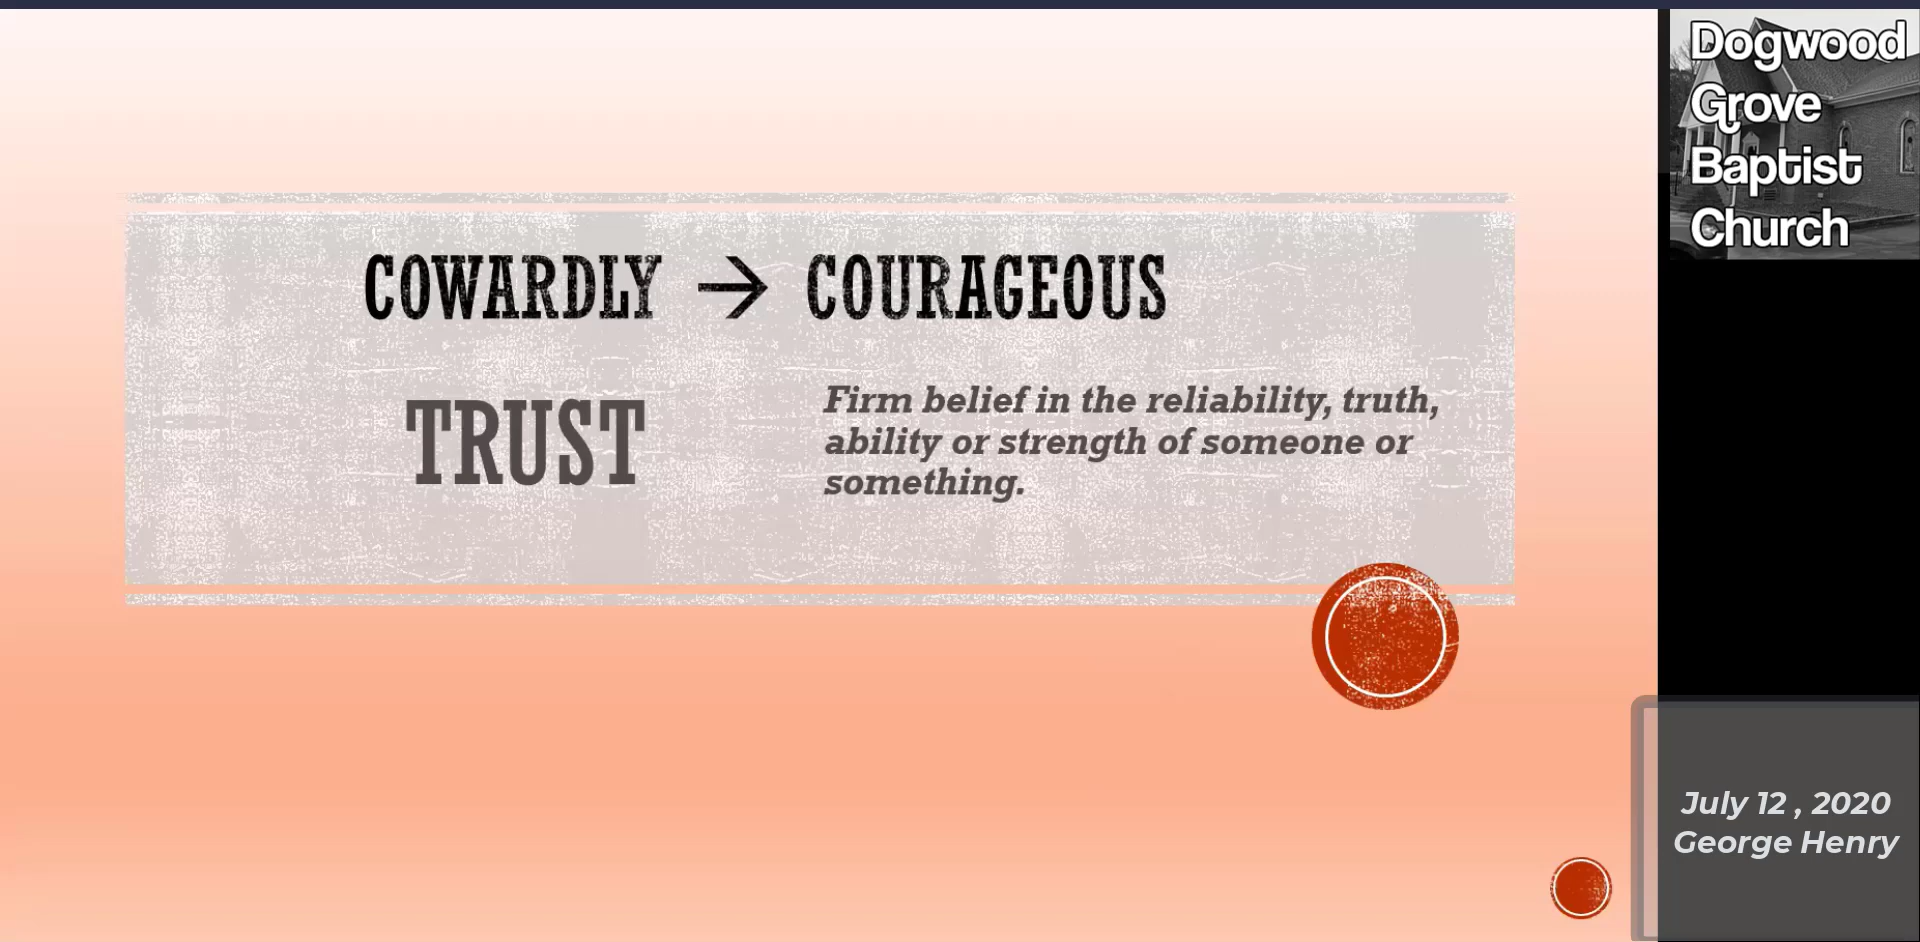 COWARDLY → COURAGEOUS
TRUST
Firm belief in the reliability, truth,
ability or strength of someone or
something.
Dogwood
Grove
Baptist
Church
July 12 , 2020
George Henry